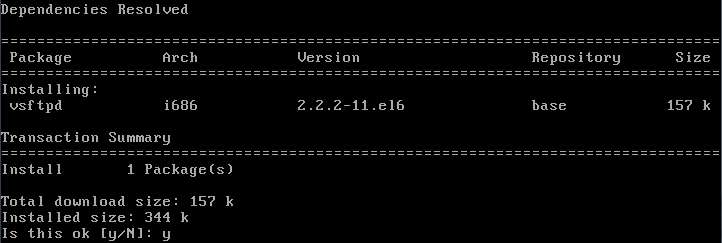 Dependencies Resolved
================================================================================
Package Arch Version Repository Size
================================================================================
Installing:
vsftpd i686 2.2.2-11.el6 base 157 k
Transaction Summary
================================================================================
Install 1 Package(s)
Total download size: 157 k
Installed size: 344 k
Is this ok [y/N]: y